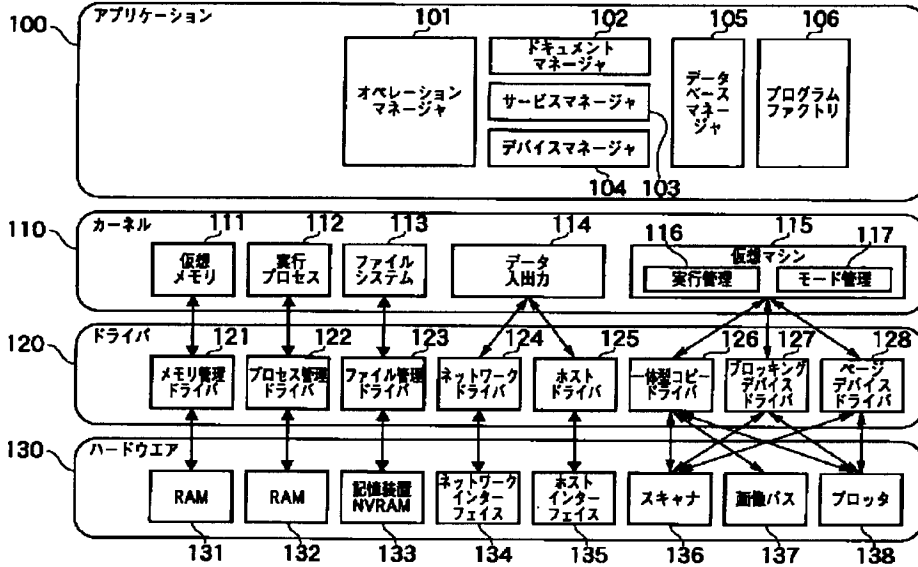 アプリケーション
100
101
102
105
106
オペレーション
マネージャ
ドキュメント
マネージャ
サービスマネージャ
デバイスマネージャ
104
103
データ
ベース
マネー
ジャ
プログラム
ファクトリ
カーネル
110
111
112
113
114
115
仮想
メモリ
実行
プロセス
ファイル
システム
データ
入出力
仮想マシン
116
117
実行管理
モード管理
ドライバ
120
121
122
123
124
125
126
127
128
メモリ管理
ドライバ
プロセス管理
ドライバ
ファイル管理
ドライバ
ネットワーク
ドライバ
ホスト
ドライバ
一体型コピー
ドライバ
ブロッキング
デバイス
ドライバ
ページ
デバイス
ドライバ
ハードウエア
130
RAM
RAM
記憶装置
NVRAM
ネットワーク
インター
フェイス
ホスト
インター
フェイス
スキャナ
画像パス
プロッタ
131
132
133
134
135
136
137
138